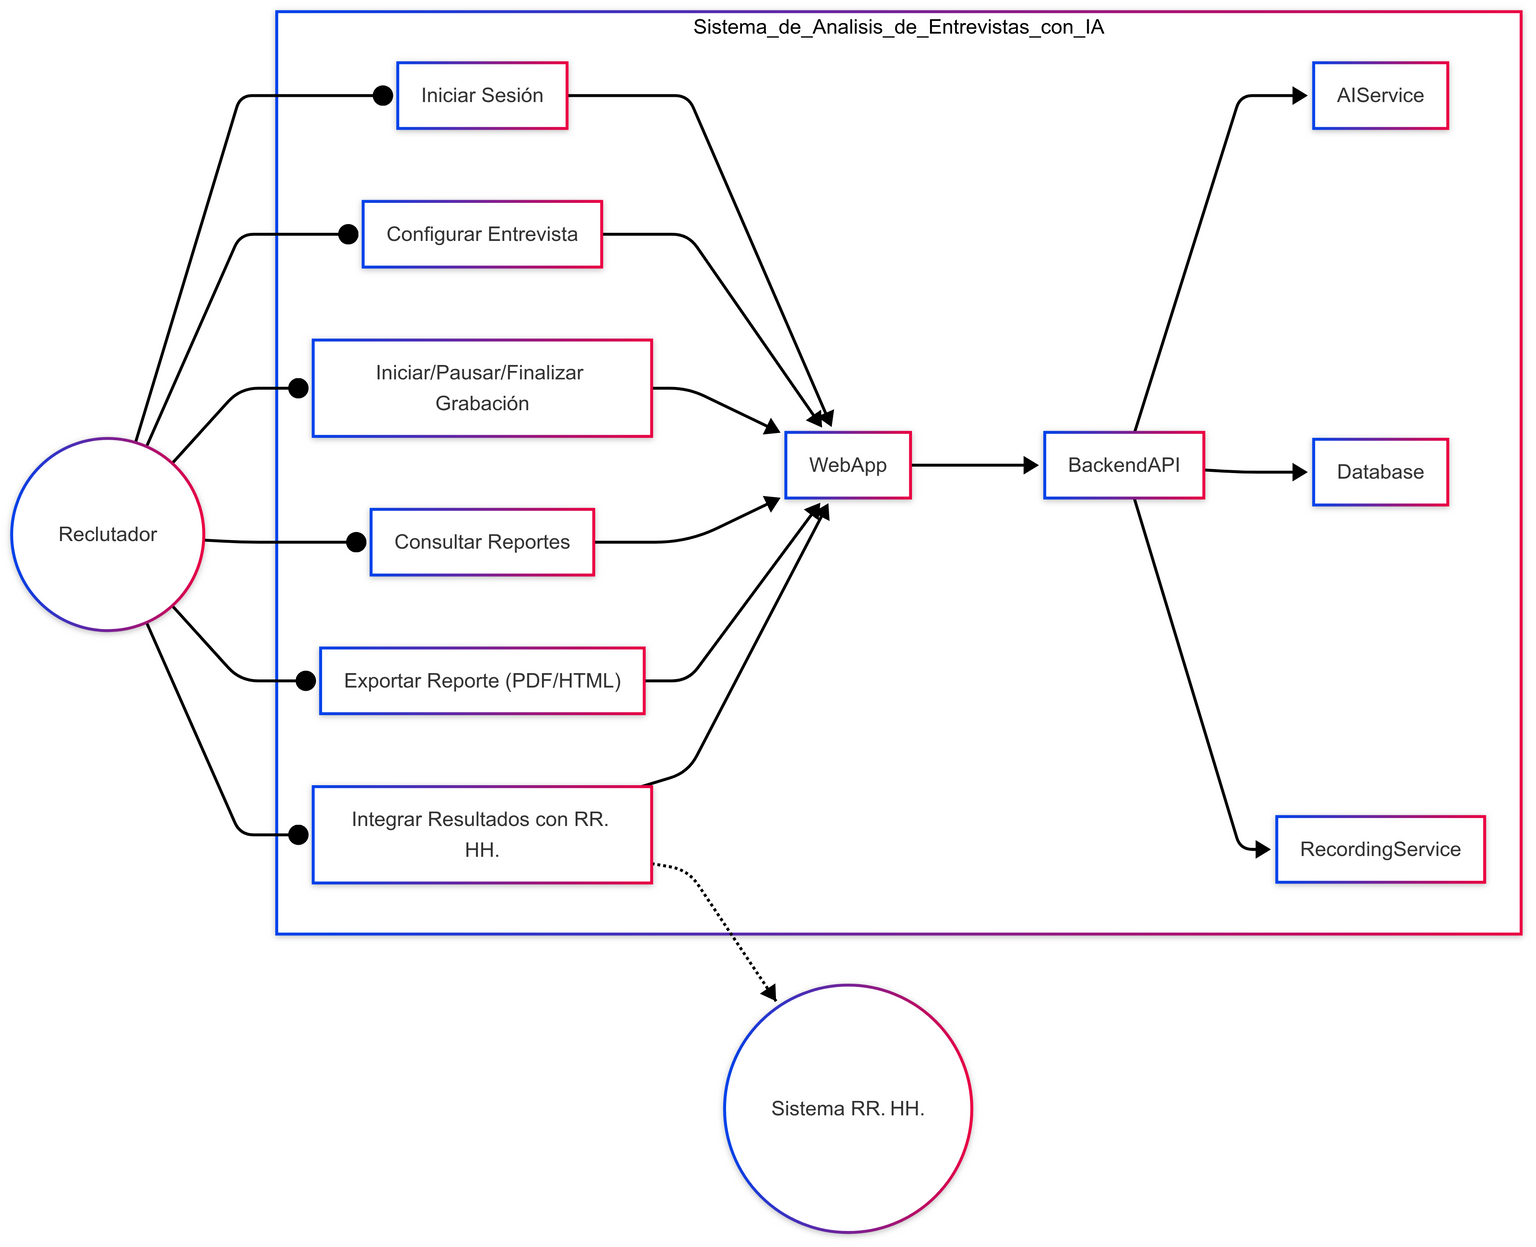 Sistema_de_Analisis_de_Entrevistas_con_IA
Iniciar Sesión
AIService
Configurar Entrevista
Iniciar/Pausar/Finalizar
Grabación
WebApp
BackendAPI
Database
Reclutador
Consultar Reportes
Exportar Reporte (PDF/HTML)
Integrar Resultados con RR.
HH.
RecordingService
Sistema RR. HH.